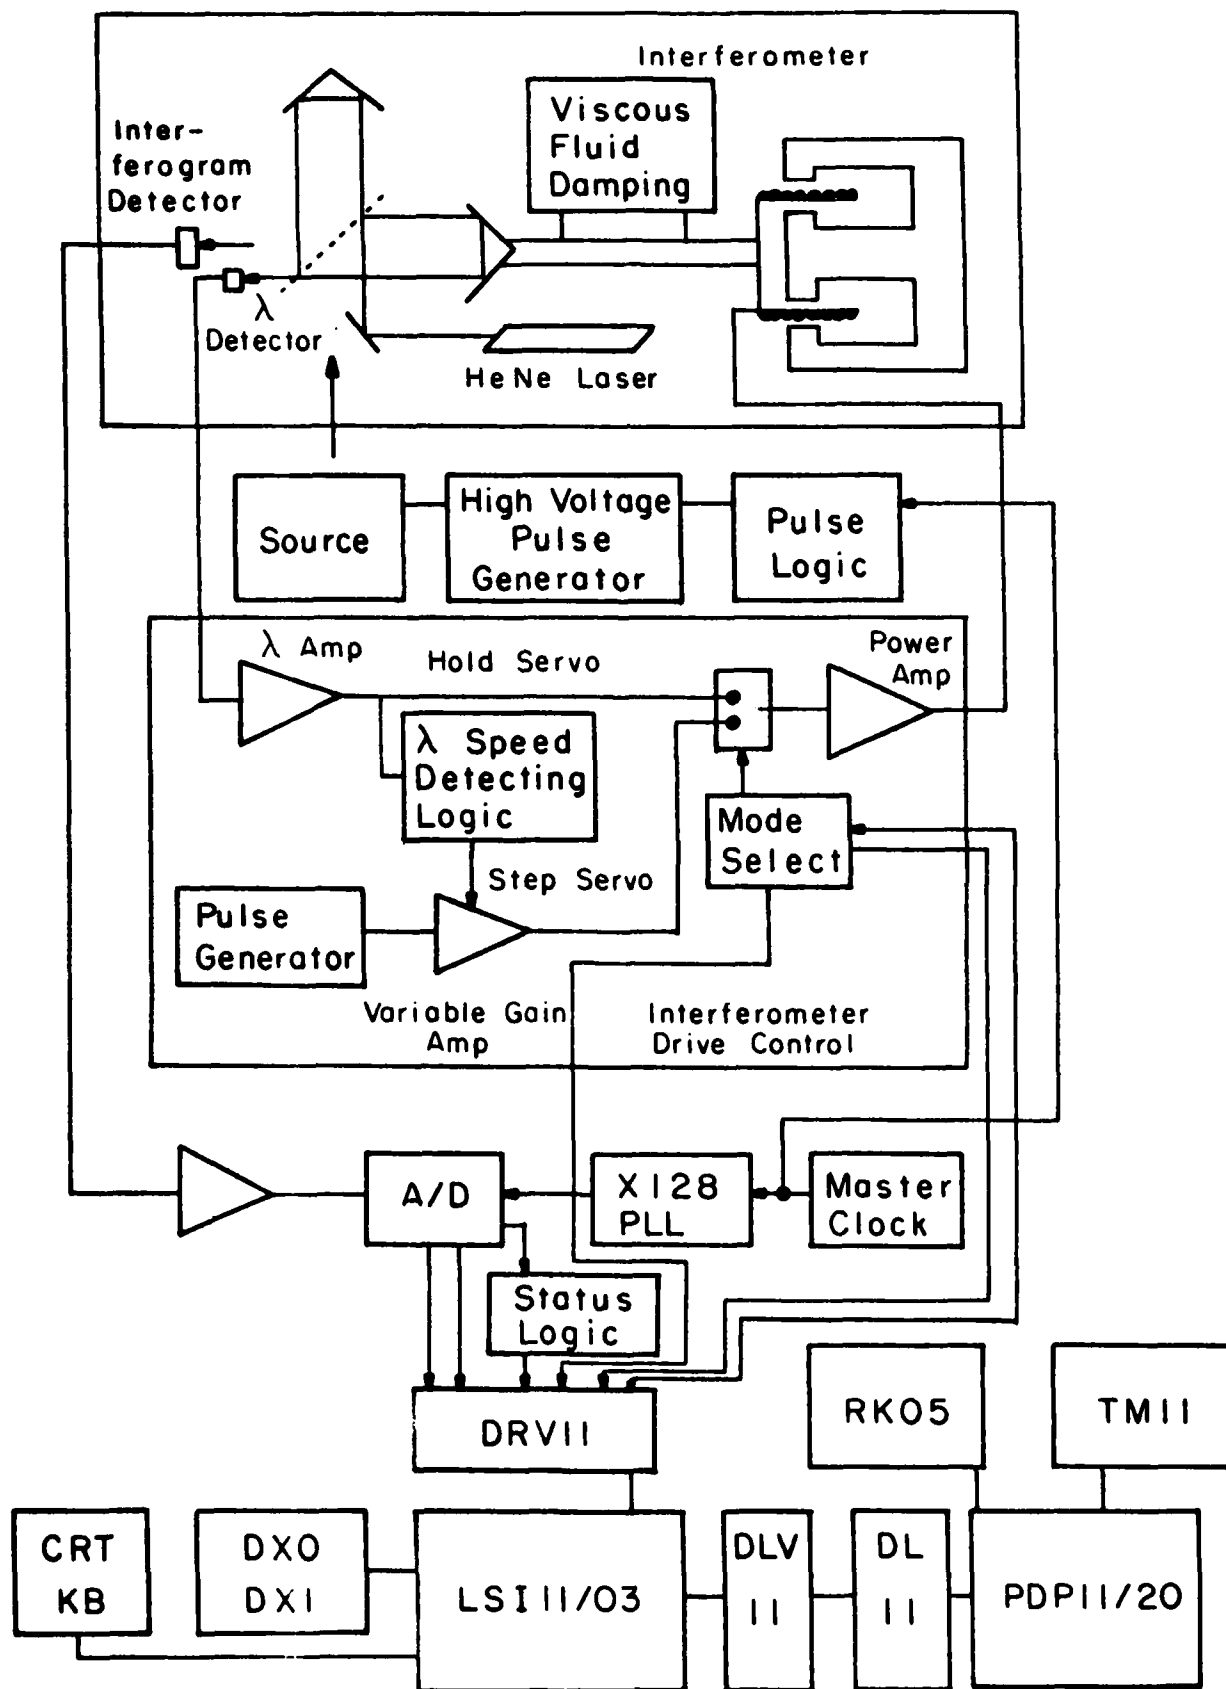 Interferometer
Viscous
Fluid
Damping
Inter-
ferogram
Detector
λ
Detector
HeNe Laser
Source
High Voltage
Pulse
Generator
Pulse
Logic
λ Amp
Hold Servo
Power
Amp
λ Speed
Detecting
Logic
Mode
Select
Step Servo
Pulse
Generator
Variable Gain
Amp
Interferometer
Drive Control
A/D
X128
PLL
Master
Clock
Status
Logic
DRV11
RK05
TM11
CRT
KB
DX0
DX1
LSI11/03
DLV
11
DL
11
PDP11/20